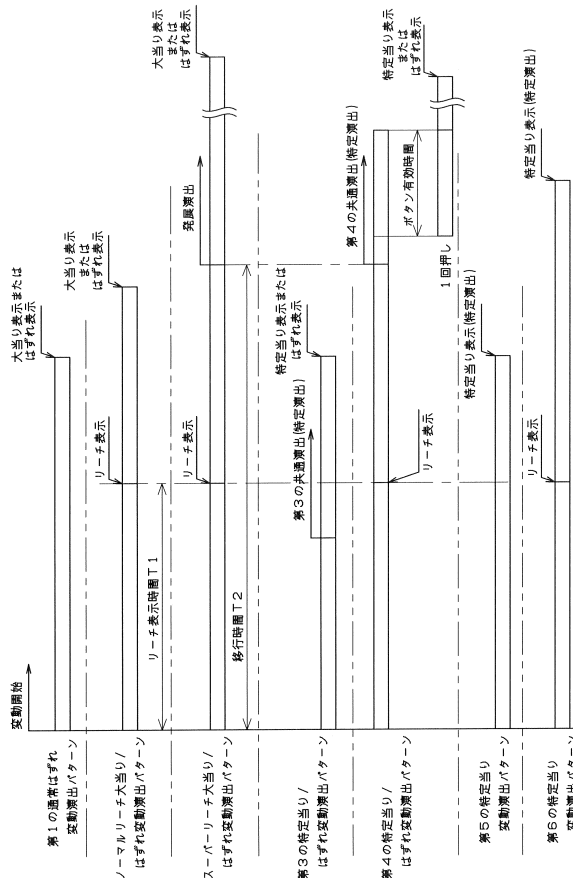 変動開始
第1の通常はずれ
変動演出パターン
大当り表示または
はずれ表示
ノーマルリーチ大当り/
はずれ変動演出パターン
リーチ表示
大当り表示
または
はずれ表示
リーチ表示時間T1
スーパーリーチ大当り/
はずれ変動演出パターン
リーチ表示
発展演出
大当り表示
または
はずれ表示
移行時間T2
第3の特定当り/
はずれ変動演出パターン
第3の共通演出(特定演出)
特定当り表示または
はずれ表示
第4の特定当り/
はずれ変動演出パターン
リーチ表示
第4の共通演出(特定演出)
ボタン有効時間
1回押し
特定当り表示
または
はずれ表示
第5の特定当り
変動演出パターン
特定当り表示(特定演出)
第6の特定当り
変動演出パターン
リーチ表示
特定当り表示(特定演出)